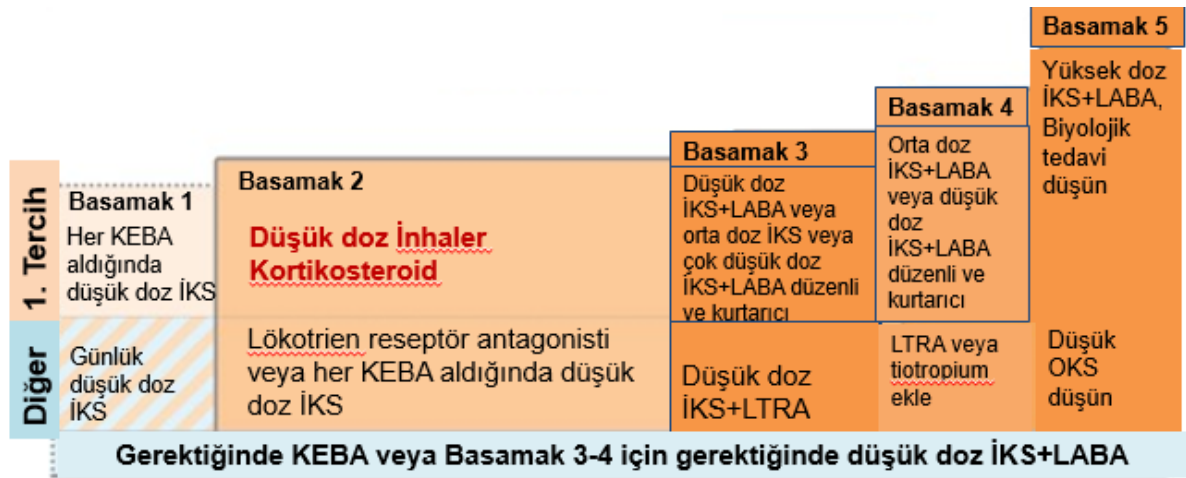 1. Tercih
Diğer
Basamak 1
Her KEBA
aldığında
düşük doz İKS
Günlük
düşük doz
İKS
Basamak 2
Düşük doz İnhaler
Kortikosteroid
Lökotrien reseptör antagonisti
veya her KEBA aldığında düşük
doz İKS
Basamak 3
Düşük doz
İKS+LABA veya
orta doz İKS veya
çok düşük doz
İKS+LABA düzenli
ve kurtarıcı
Düşük doz
İKS+LTRA
Basamak 4
Orta doz
İKS+LABA
veya düşük
doz
İKS+LABA
düzenli ve
kurtarıcı
LTRA veya
tiotropium
ekle
Basamak 5
Yüksek doz
İKS+LABA,
Biyolojik
tedavi
düşün
Düşük
OKS
düşün
Gerektiğinde KEBA veya Basamak 3-4 için gerektiğinde düşük doz İKS+LABA